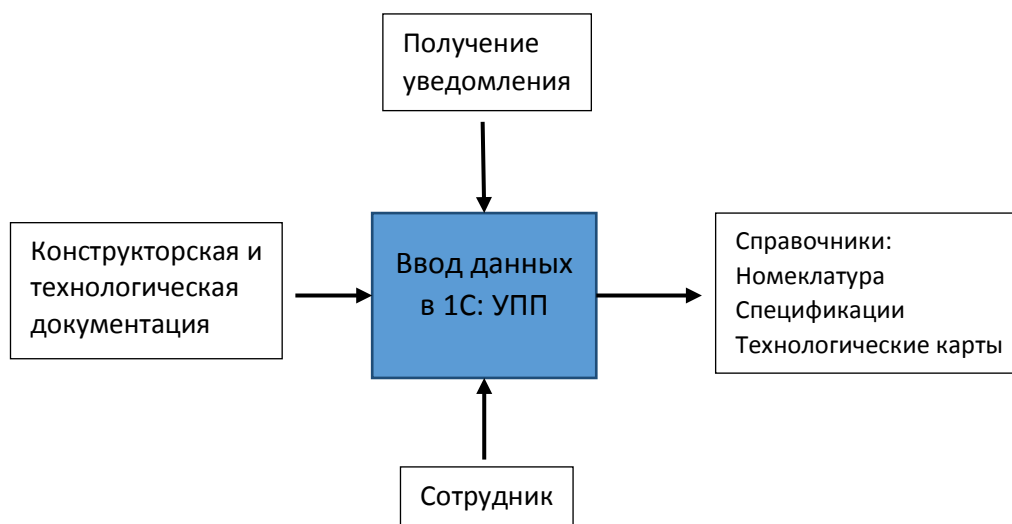 Получение
уведомления
Конструкторская и
технологическая
документация
Ввод данных
в 1С: УПП
Справочники:
Номеклатура
Спецификации
Технологические карты
Сотрудник